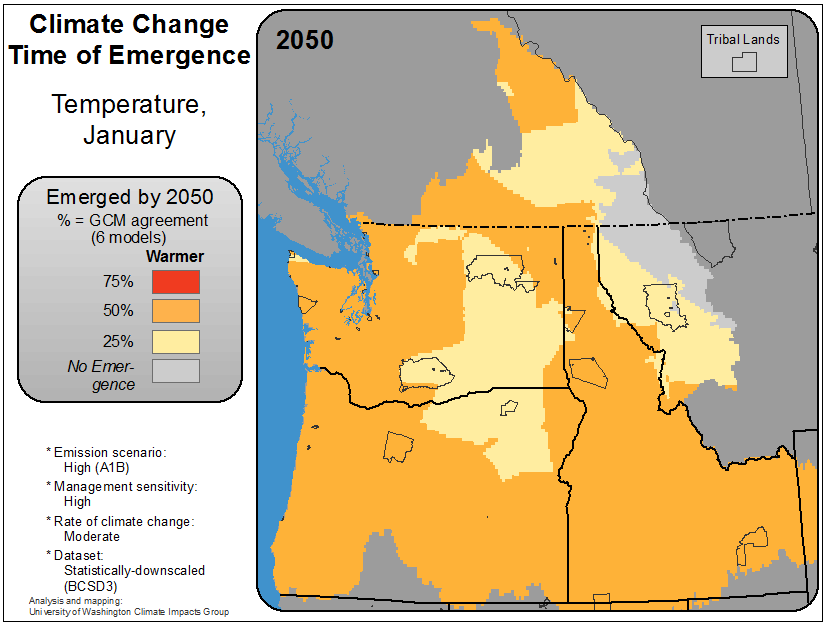 Climate Change
Time of Emergence
Temperature,
January
Emerged by 2050
% = GCM agreement
(6 models)
Warmer
75%
50%
25%
No Emer-
gence
* Emission scenario:
High (A1B)
* Management sensitivity:
High
* Rate of climate change:
Moderate
* Dataset:
Statistically-downscaled
(BCSD3)
Analysis and mapping:
University of Washington Climate Impacts Group
2050
Tribal Lands